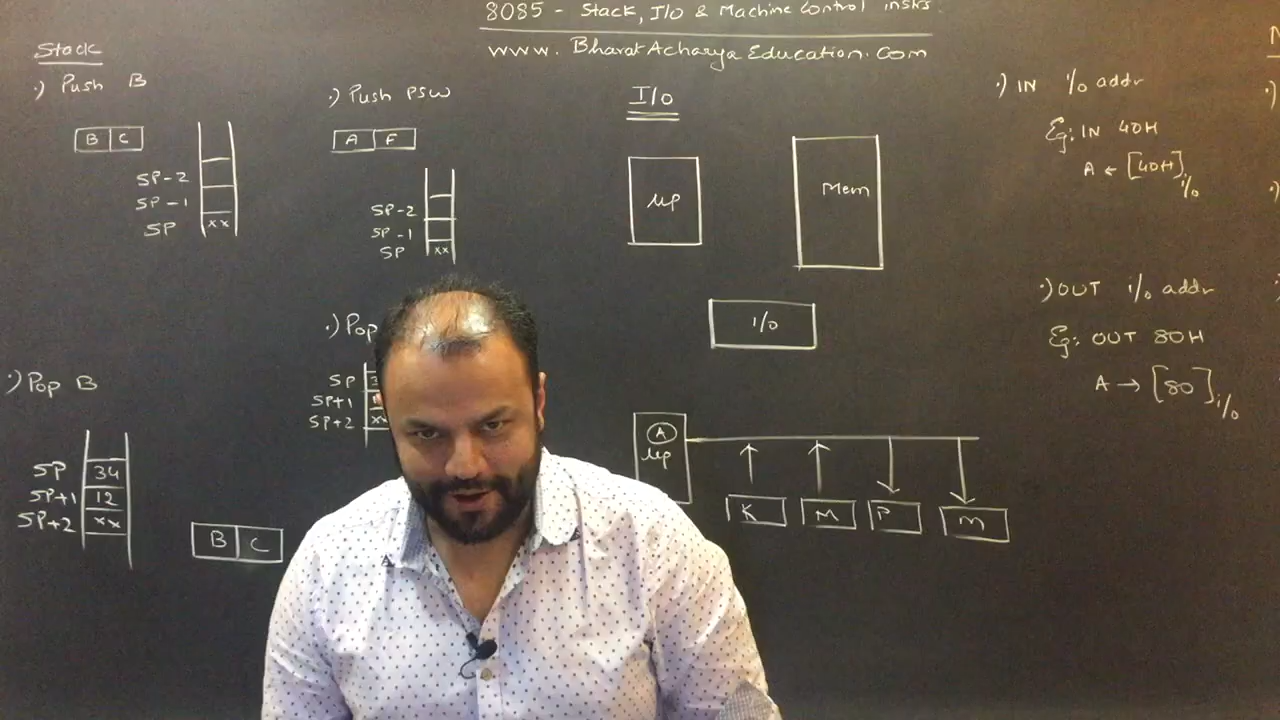 8085 - Stack, I/o & Machine Control instrs
www. BharatAcharyaEducation.com
Stack
·) Push B
B C
SP-2
SP-1
SP xx
·) Pop B
SP 34
SP+1 12
SP+2 xx
B C
·) Push PSW
A F
SP-2
SP-1
SP xx
·) Pop
SP 3
SP+1
SP+2 x
I/o
μp
Mem
I/o
A
μp
K M P M
·) IN i/o addr
Eg: IN 40H
A ← [40H] i/o
·) OUT i/o addr
Eg: OUT 80H
A → [80] i/o